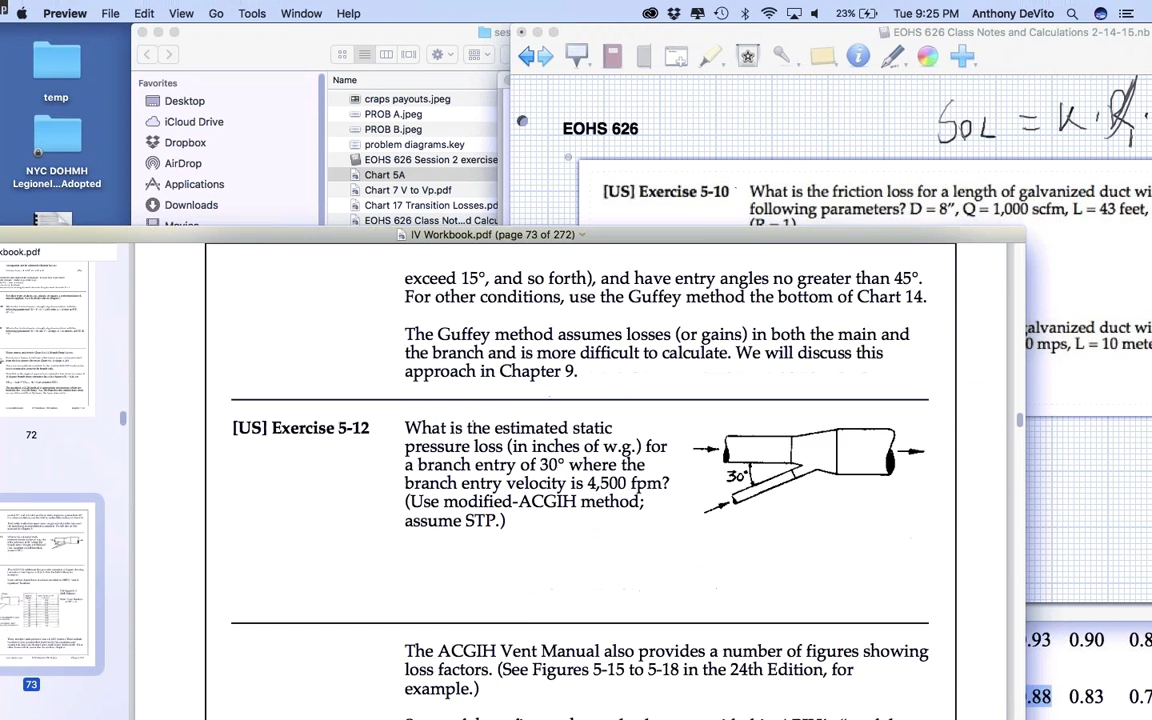 Preview File Edit View Go Tools Window Help 23% Tue 9:25 PM Anthony DeVito
temp
NYC DOHMH
Legionel...Adopted
Favorites
Desktop
iCloud Drive
Dropbox
AirDrop
Applications
Downloads
Name
craps payouts.jpeg
PROB A.jpeg
PROB B.jpeg
problem diagrams.key
EOHS 626 Session 2 exercise
Chart 5A
Chart 7 V to Vp.pdf
Chart 17 Transition Losses.pd
EOHS 626 Class Not...d Calcu
EOHS 626 Class Notes and Calculations 2-14-15.nb
EOHS 626
[US] Exercise 5-10 What is the friction loss for a length of galvanized duct wi
following parameters? D = 8", Q = 1,000 scfm, L = 43 feet,
alvanized duct wi
0 mps, L = 10 mete
.93 0.90 0.8
.88 0.83 0.7
IV Workbook.pdf (page 73 of 272)
kbook.pdf
72
73
exceed 15°, and so forth), and have entry angles no greater than 45°.
For other conditions, use the Guffey method the bottom of Chart 14.
The Guffey method assumes losses (or gains) in both the main and
the branch and is more difficult to calculate. We will discuss this
approach in Chapter 9.
[US] Exercise 5-12 What is the estimated static
pressure loss (in inches of w.g.) for
a branch entry of 30° where the
branch entry velocity is 4,500 fpm?
(Use modified-ACGIH method;
assume STP.)
30°
The ACGIH Vent Manual also provides a number of figures showing
loss factors. (See Figures 5-15 to 5-18 in the 24th Edition, for
example.)